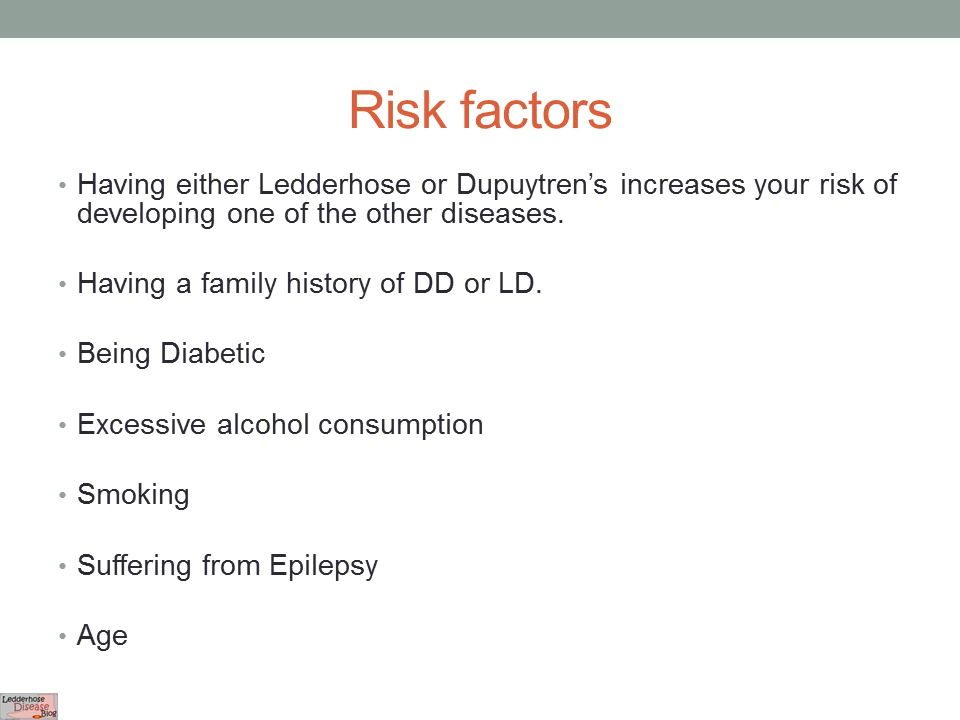 Risk factors
• Having either Ledderhose or Dupuytren’s increases your risk of
developing one of the other diseases.
• Having a family history of DD or LD.
• Being Diabetic
• Excessive alcohol consumption
• Smoking
• Suffering from Epilepsy
• Age
Ledderhose
Disease
Blog